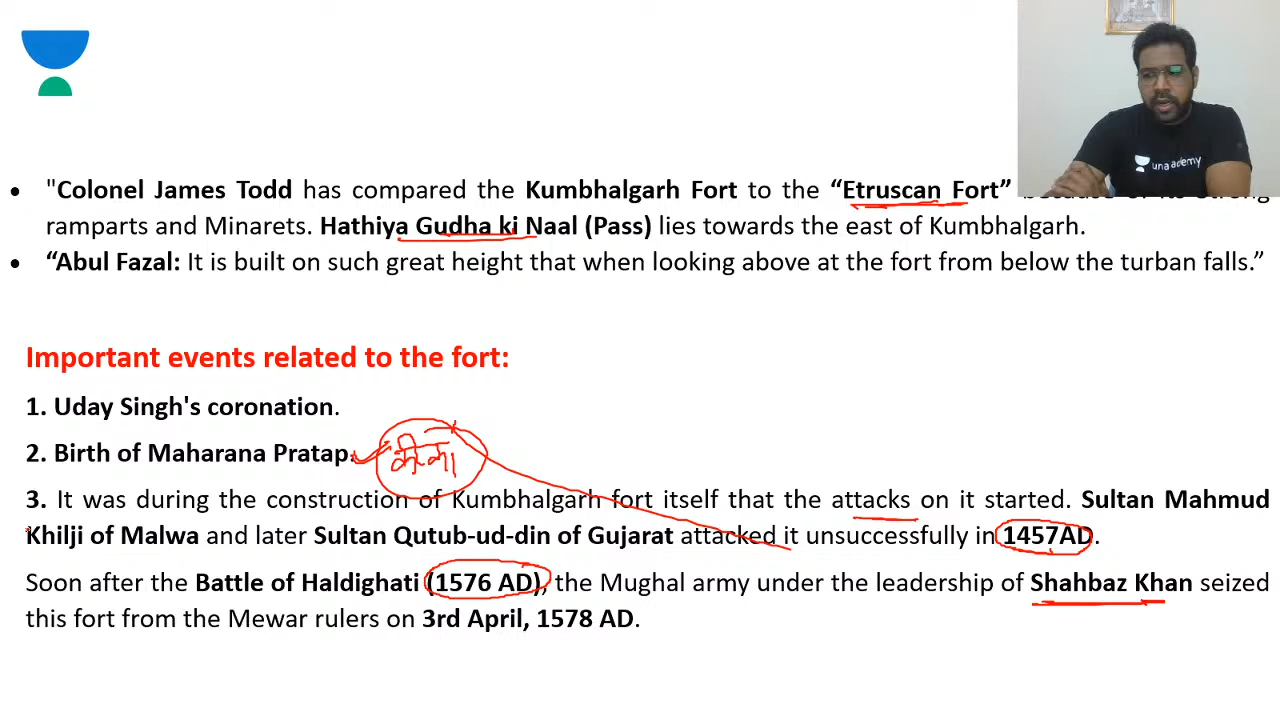 unacademy
• "Colonel James Todd has compared the Kumbhalgarh Fort to the “Etruscan Fort” because of its strong
ramparts and Minarets. Hathiya Gudha ki Naal (Pass) lies towards the east of Kumbhalgarh.
• “Abul Fazal: It is built on such great height that when looking above at the fort from below the turban falls.”
Important events related to the fort:
1. Uday Singh's coronation.
2. Birth of Maharana Pratap.
कीका
3. It was during the construction of Kumbhalgarh fort itself that the attacks on it started. Sultan Mahmud
Khilji of Malwa and later Sultan Qutub-ud-din of Gujarat attacked it unsuccessfully in 1457AD.
Soon after the Battle of Haldighati (1576 AD), the Mughal army under the leadership of Shahbaz Khan seized
this fort from the Mewar rulers on 3rd April, 1578 AD.